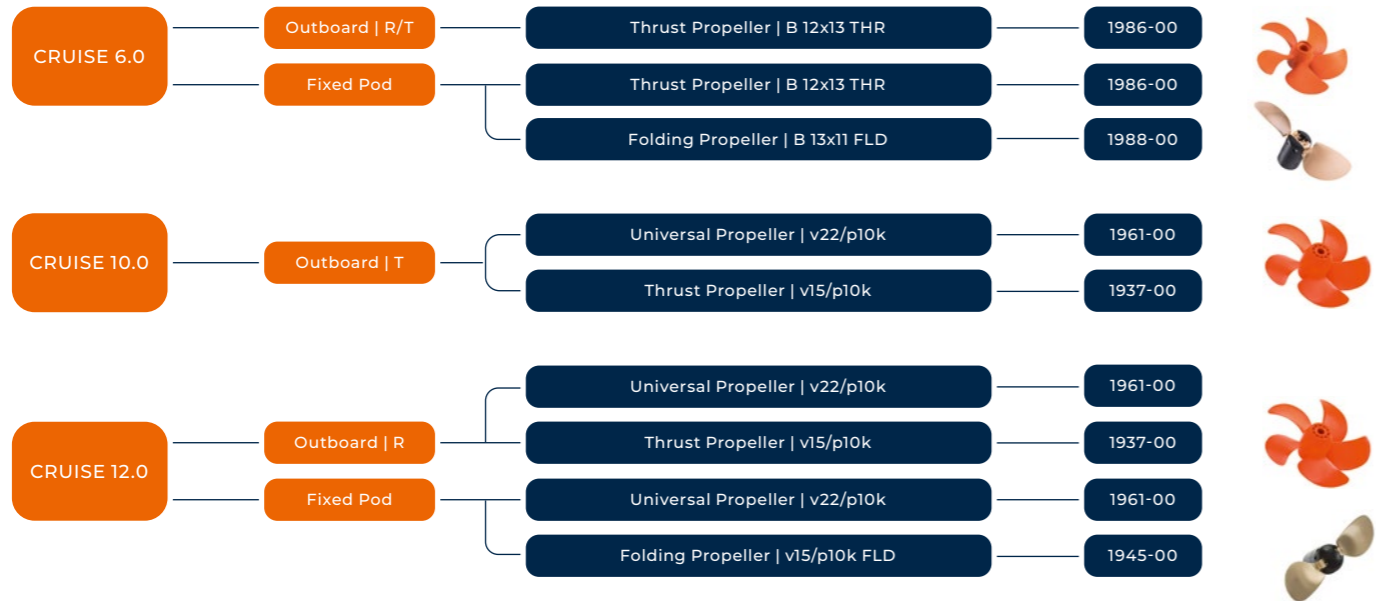 CRUISE 6.0
Outboard | R/T
Thrust Propeller | B 12x13 THR
1986-00
Fixed Pod
Thrust Propeller | B 12x13 THR
1986-00
Folding Propeller | B 13x11 FLD
1988-00
CRUISE 10.0
Outboard | T
Universal Propeller | v22/p10k
1961-00
Thrust Propeller | v15/p10k
1937-00
CRUISE 12.0
Outboard | R
Universal Propeller | v22/p10k
1961-00
Thrust Propeller | v15/p10k
1937-00
Fixed Pod
Universal Propeller | v22/p10k
1961-00
Folding Propeller | v15/p10k FLD
1945-00